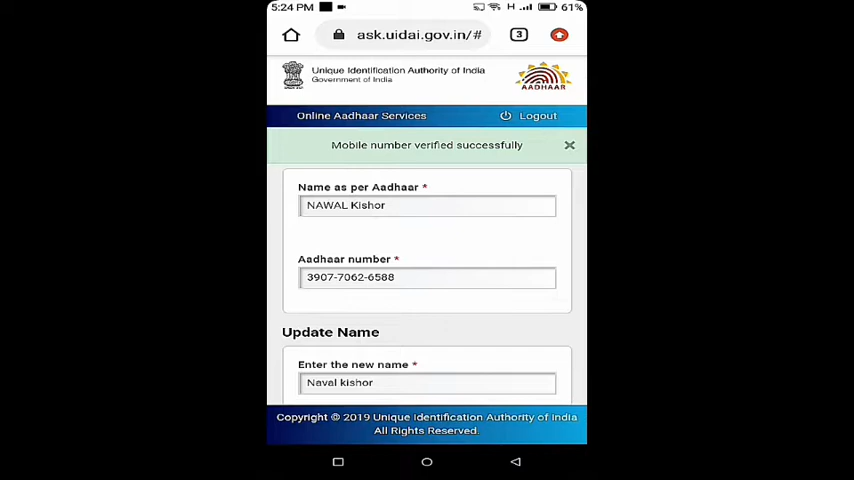 5:24 PM
H
61%
ask.uidai.gov.in/#
3
Unique Identification Authority of India
Government of India
AADHAAR
Online Aadhaar Services
Logout
Mobile number verified successfully
Name as per Aadhaar *
NAWAL Kishor
Aadhaar number *
3907-7062-6588
Update Name
Enter the new name *
Naval kishor
Copyright © 2019 Unique Identification Authority of India
All Rights Reserved.